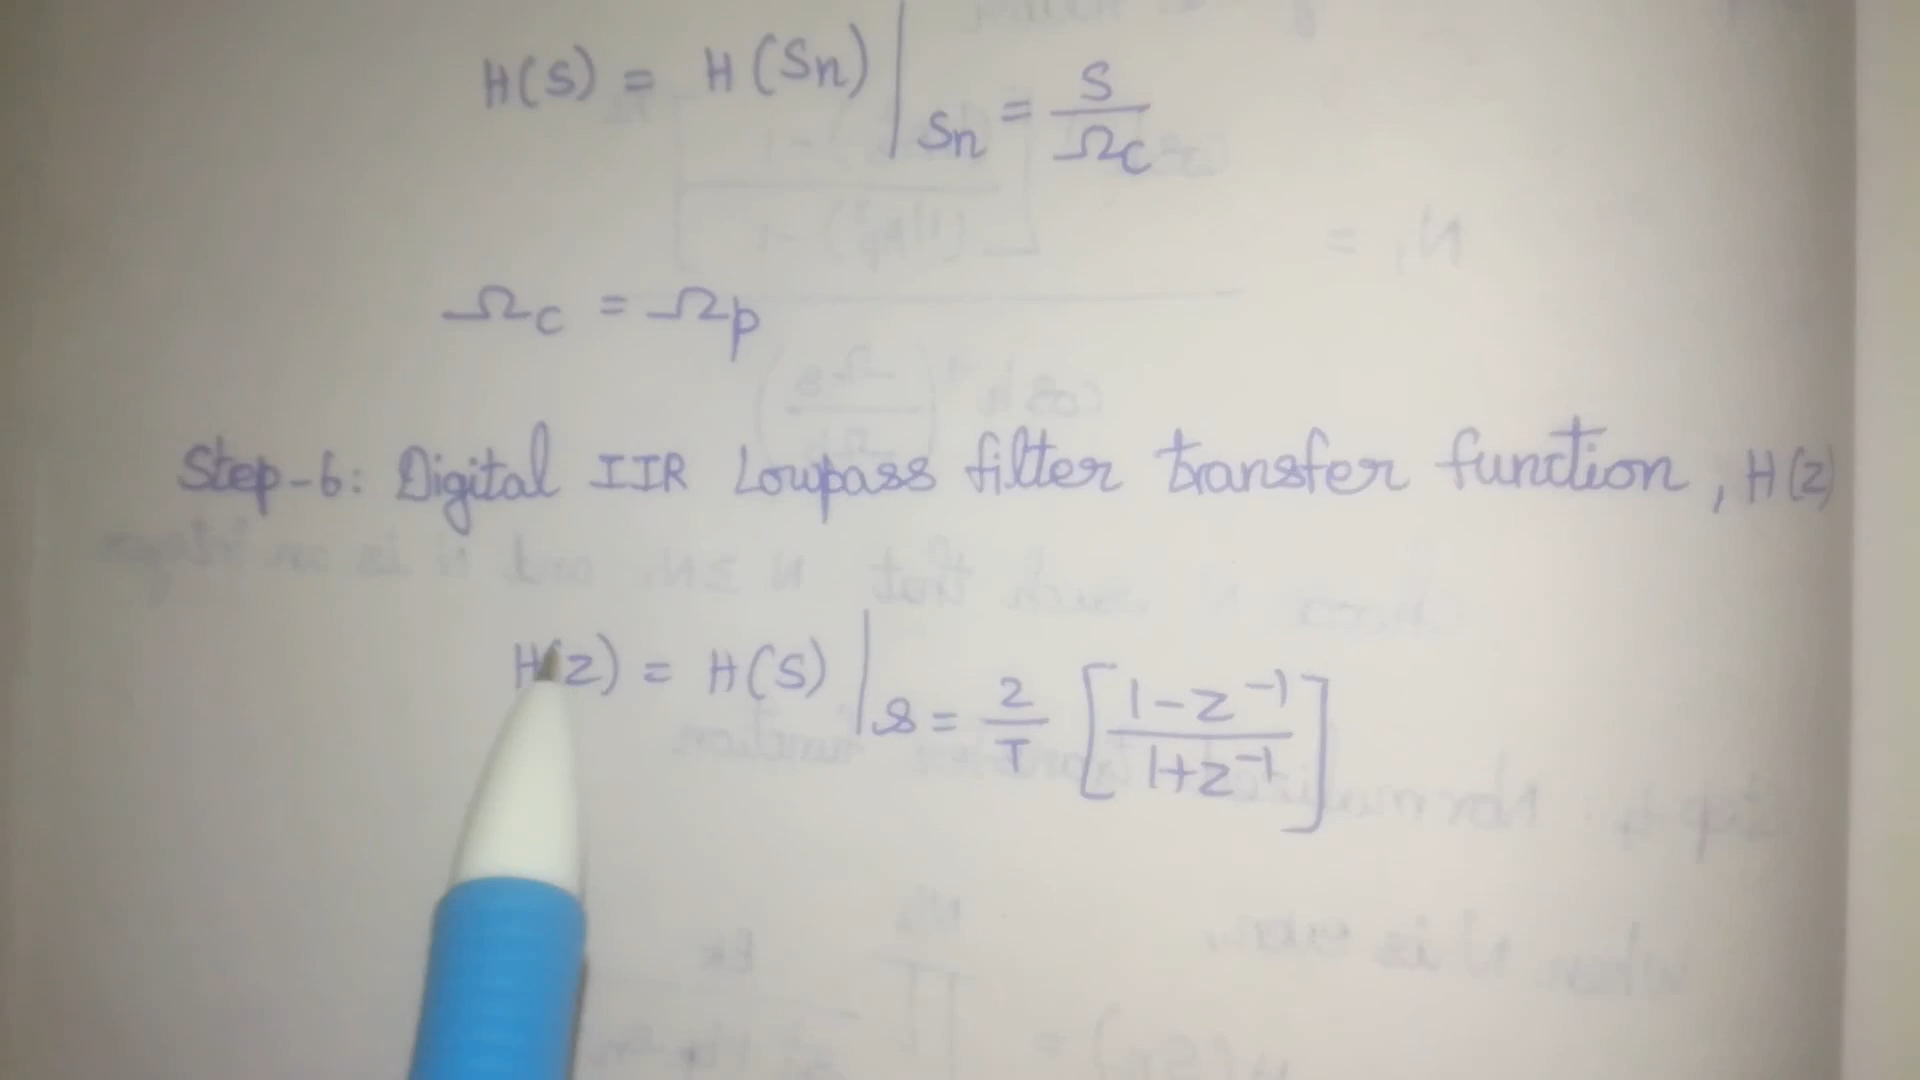 H(S) = H(Sn) | Sn = S/Ωc
Ωc = Ωp
Step-6: Digital IIR Lowpass filter transfer function, H(z)
H(z) = H(S) | s = 2/T [1-z⁻¹/1+z⁻¹]